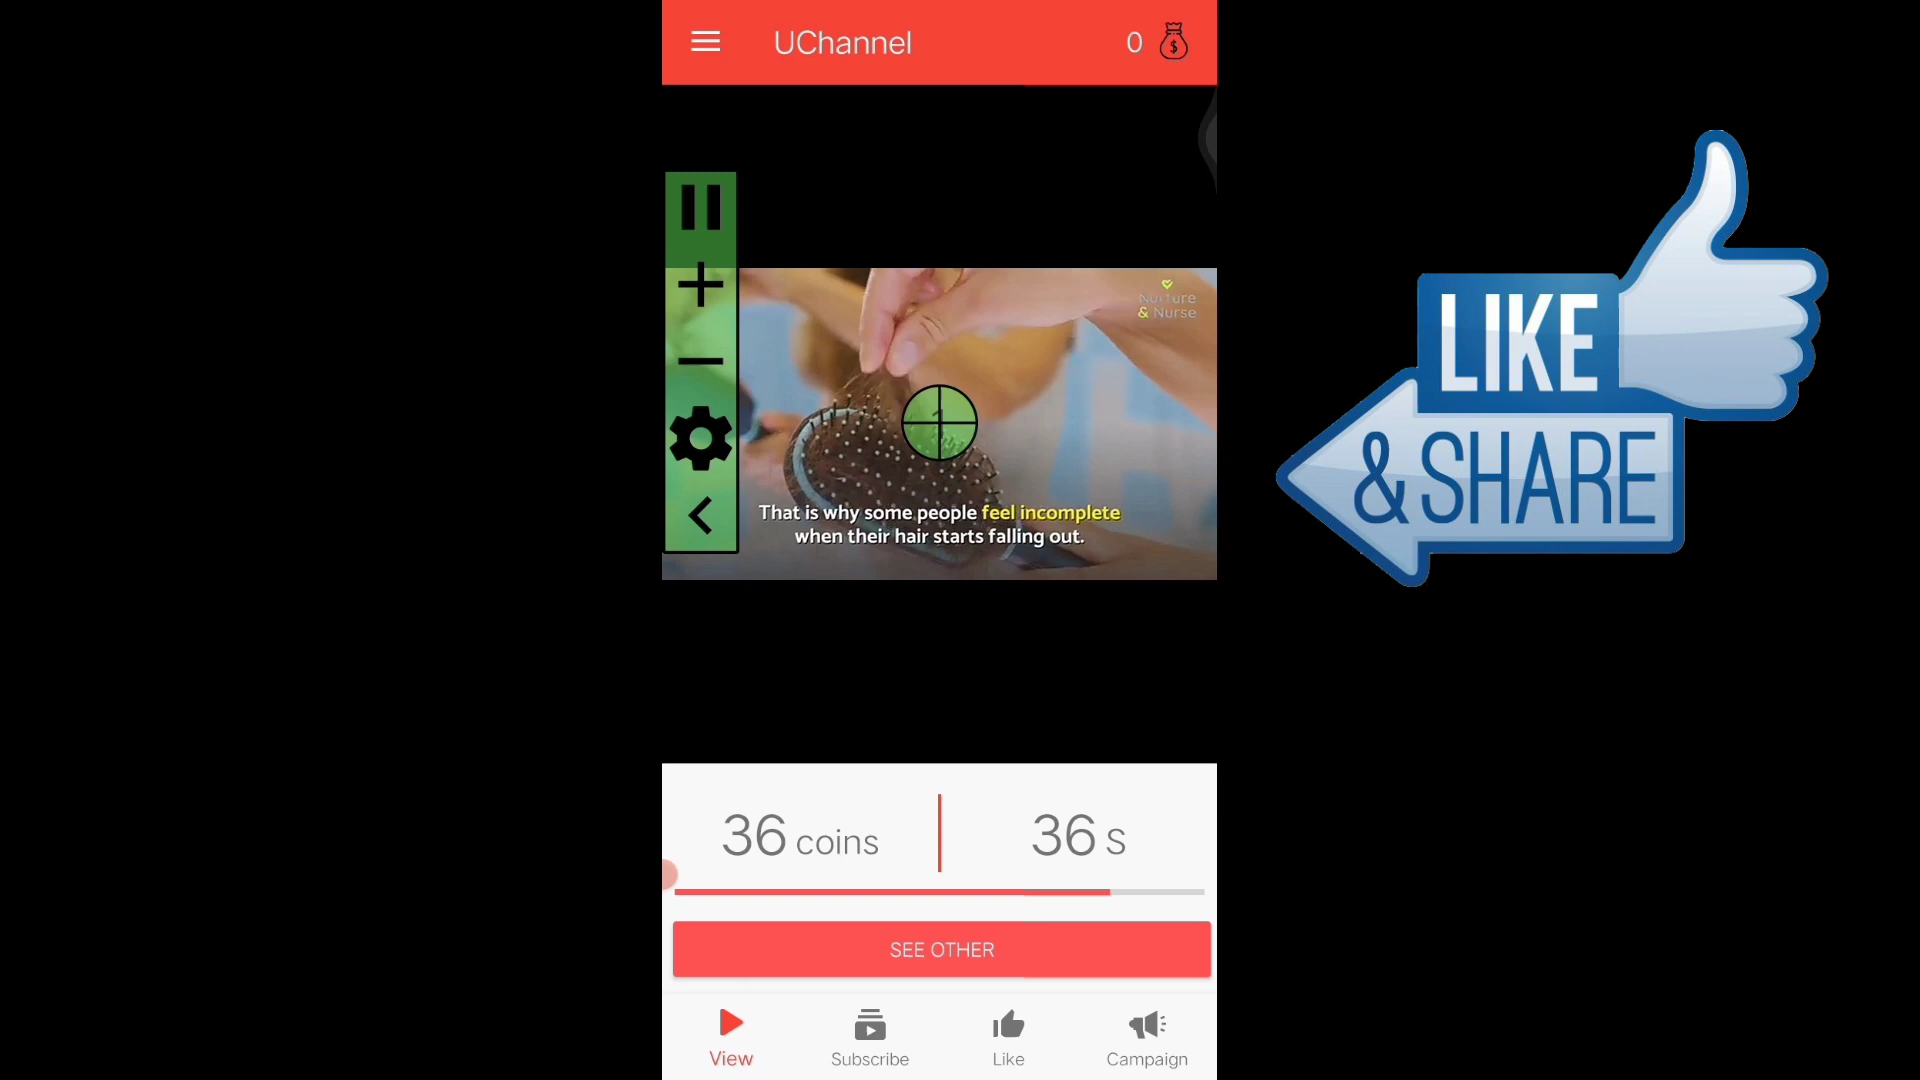 UChannel
0
$
Nurture
& Nurse
That is why some people feel incomplete
when their hair starts falling out.
LIKE
& SHARE
36 coins
36 S
SEE OTHER
View
Subscribe
Like
Campaign